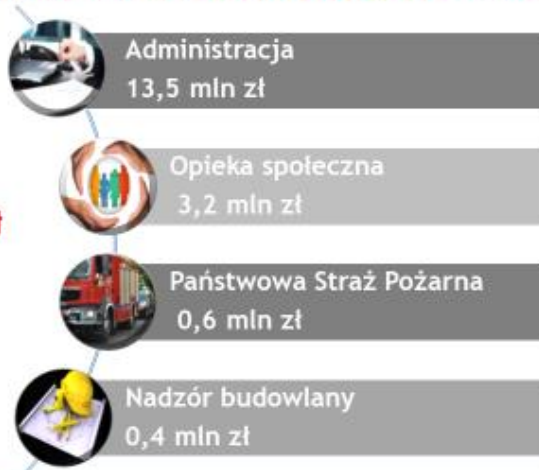 Administracja
13,5 mln zł
Opieka społeczna
3,2 mln zł
Państwowa Straż Pożarna
0,6 mln zł
Nadzór budowlany
0,4 mln zł